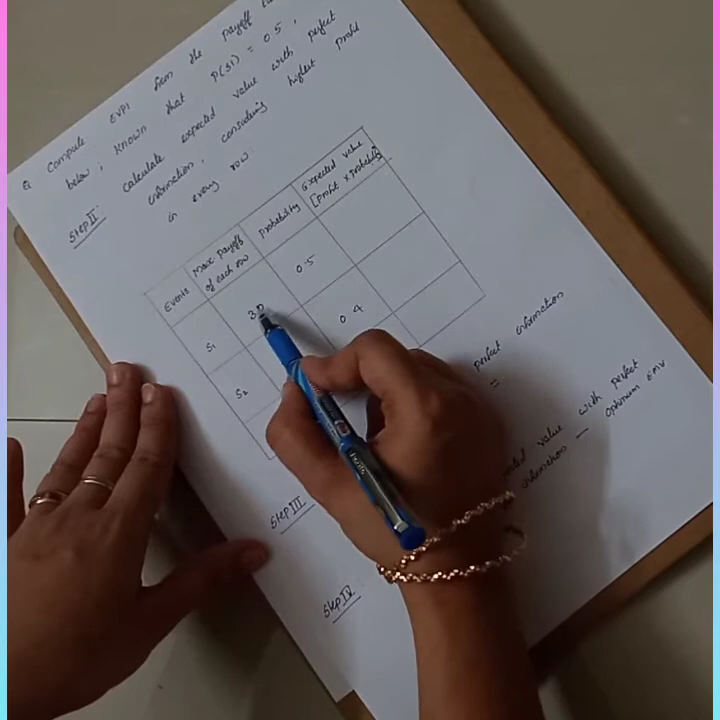 Q Compute EVPI from the payoff
below, known that P(S1) = 0.5,
Step II: calculate expected value with perfect
information, considering highest profit
in every row.
Events
Max payoff
of each row
probability
Expected value
[Profit x Probability]
S1 30 0.5
S2 0.4
perfect information
=
Step III
value with perfect
information — optimum EMV
Step IV